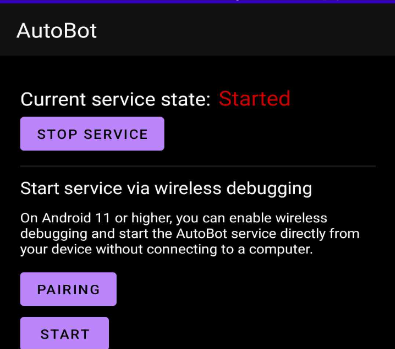 AutoBot
Current service state: Started
STOP SERVICE
Start service via wireless debugging
On Android 11 or higher, you can enable wireless
debugging and start the AutoBot service directly from
your device without connecting to a computer.
PAIRING
START